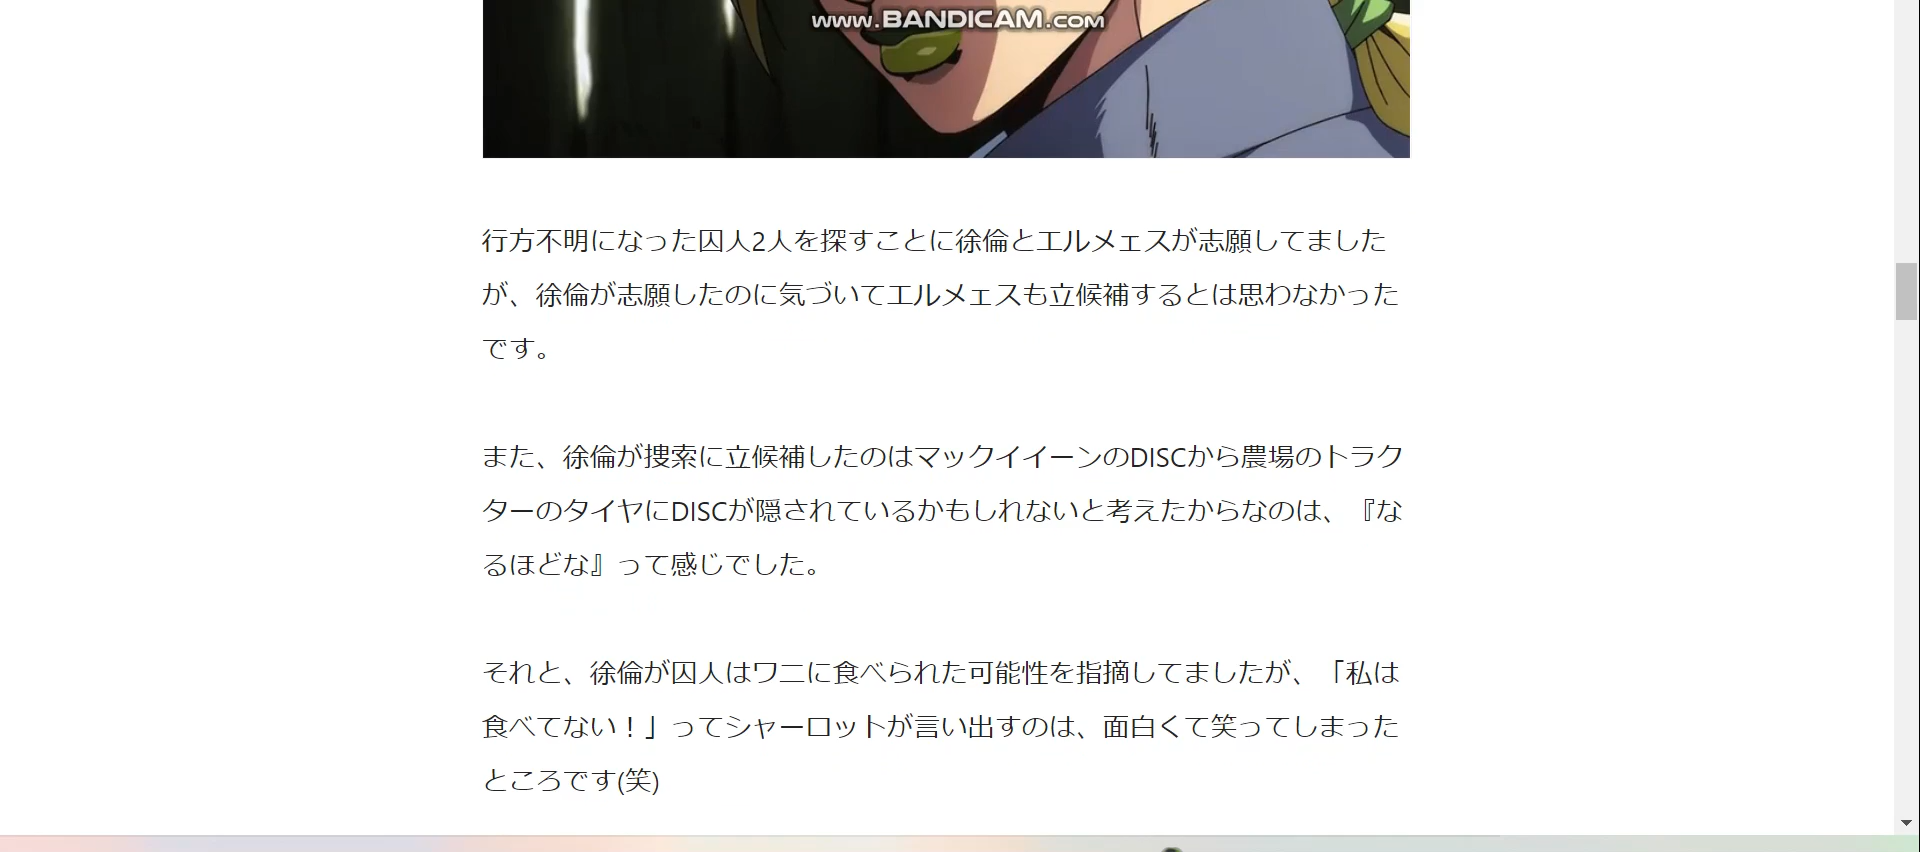 www.BANDICAM.com
行方不明になった囚人2人を探すことに徐倫とエルメェスが志願してました
が、徐倫が志願したのに気づいてエルメェスも立候補するとは思わなかった
です。
また、徐倫が捜索に立候補したのはマックイイーンのDISCから農場のトラク
ターのタイヤにDISCが隠されているかもしれないと考えたからなのは、『な
るほどな』って感じでした。
それと、徐倫が囚人はワニに食べられた可能性を指摘してましたが、「私は
食べてない！」ってシャーロットが言い出すのは、面白くて笑ってしまった
ところです(笑)